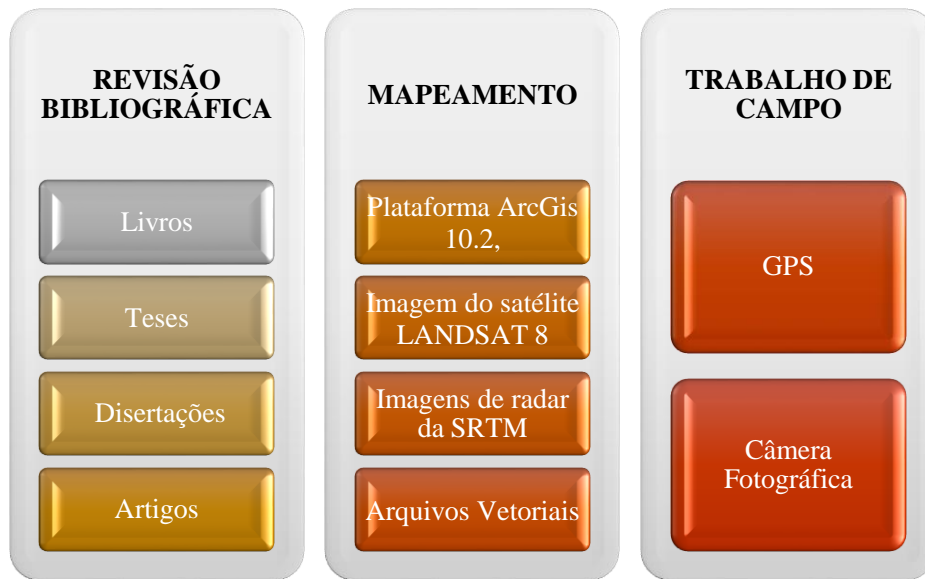 REVISÃO
BIBLIOGRÁFICA
Livros
Teses
Disertações
Artigos
MAPEAMENTO
Plataforma ArcGis
10.2,
Imagem do satélite
LANDSAT 8
Imagens de radar
da SRTM
Arquivos Vetoriais
TRABALHO DE
CAMPO
GPS
Câmera
Fotográfica